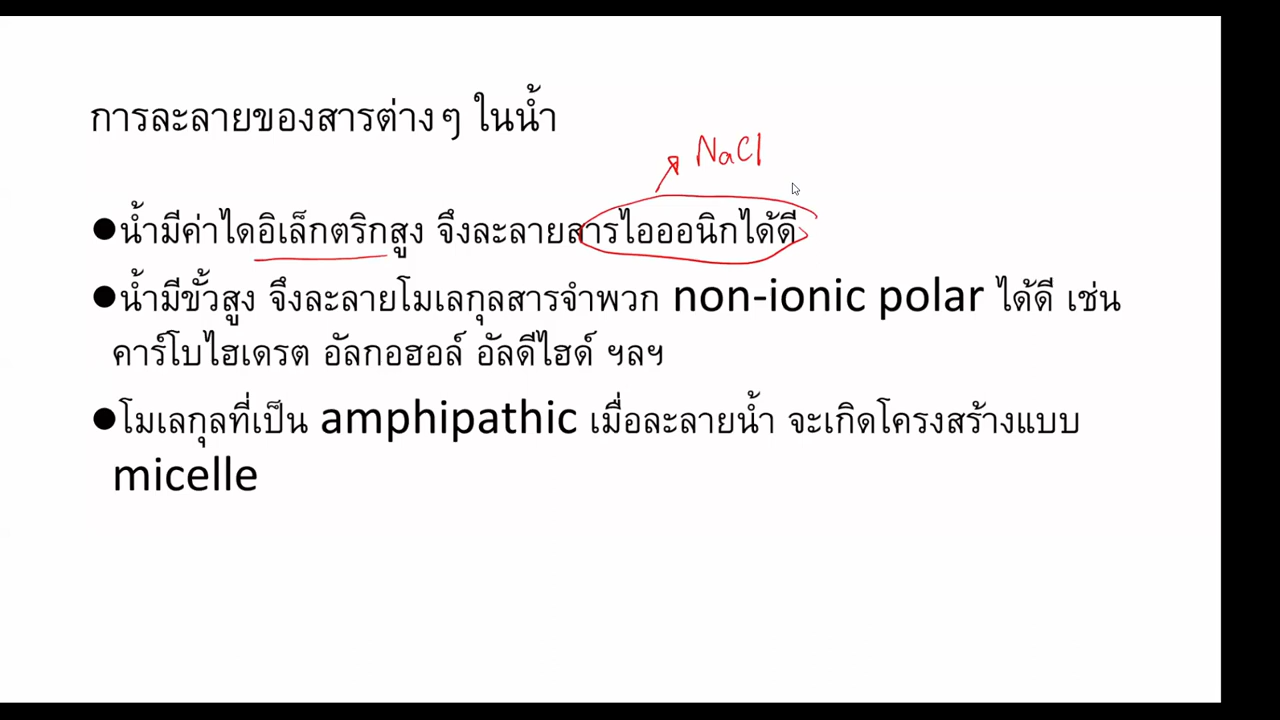 การละลายของสารต่างๆ ในน้ำ
NaCl
●น้ำมีค่าไดอิเล็กตริกสูง จึงละลายสารไอออนิกได้ดี
●น้ำมีขั้วสูง จึงละลายโมเลกุลสารจำพวก non-ionic polar ได้ดี เช่น
คาร์โบไฮเดรต อัลกอฮอล์ อัลดีไฮด์ ฯลฯ
●โมเลกุลที่เป็น amphipathic เมื่อละลายน้ำ จะเกิดโครงสร้างแบบ
micelle